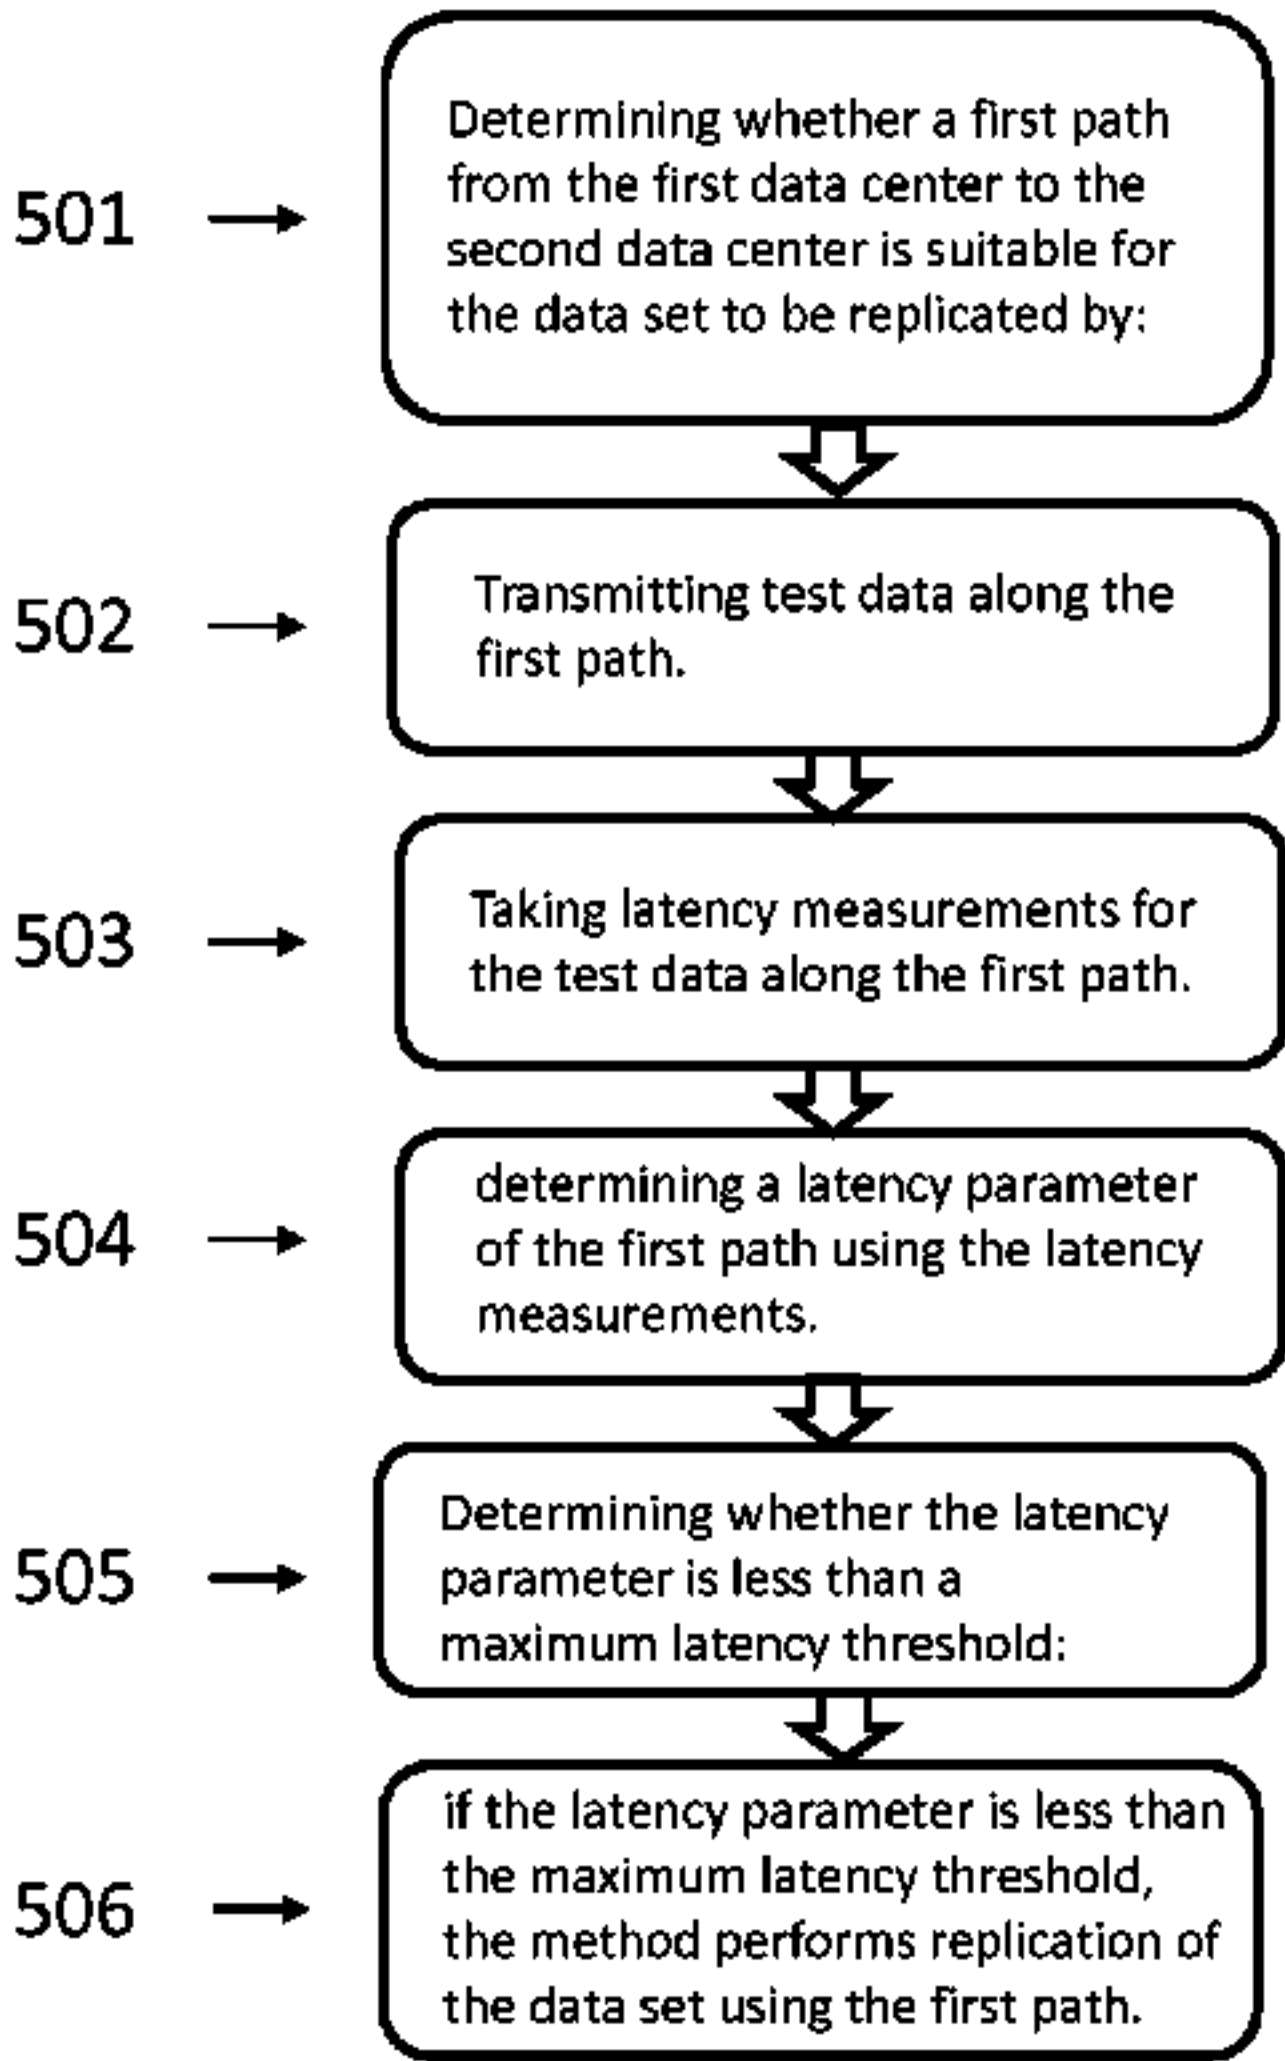 501
Determining whether a first path
from the first data center to the
second data center is suitable for
the data set to be replicated by:
502
Transmitting test data along the
first path.
503
Taking latency measurements for
the test data along the first path.
504
determining a latency parameter
of the first path using the latency
measurements.
505
Determining whether the latency
parameter is less than a
maximum latency threshold:
506
if the latency parameter is less than
the maximum latency threshold,
the method performs replication of
the data set using the first path.